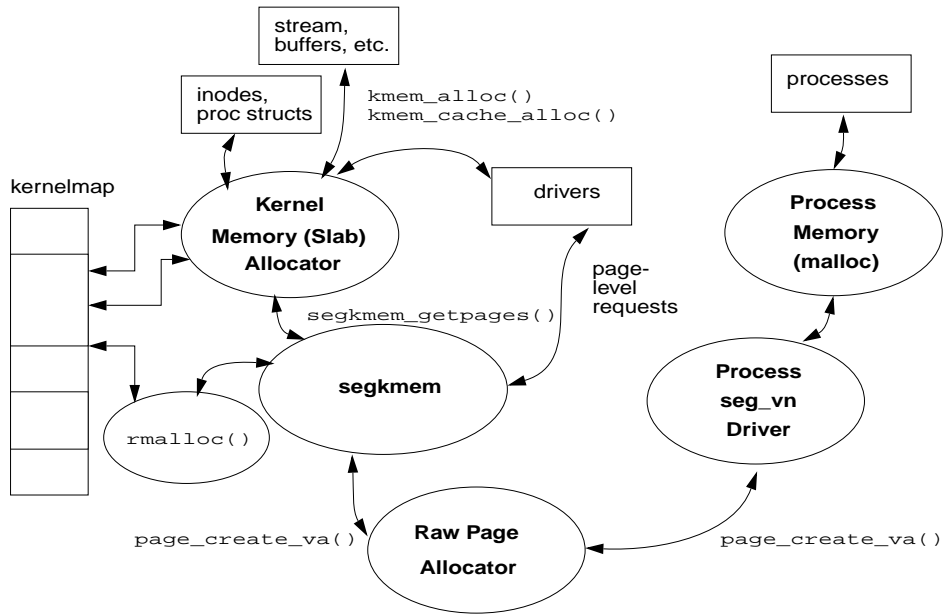 stream,
buffers, etc.
inodes,
proc structs
kmem_alloc()
kmem_cache_alloc()
processes
kernelmap
Kernel
Memory (Slab)
Allocator
drivers
Process
Memory
(malloc)
page-
level
requests
segkmem_getpages()
segkmem
Process
seg_vn
Driver
rmalloc()
page_create_va()
Raw Page
Allocator
page_create_va()